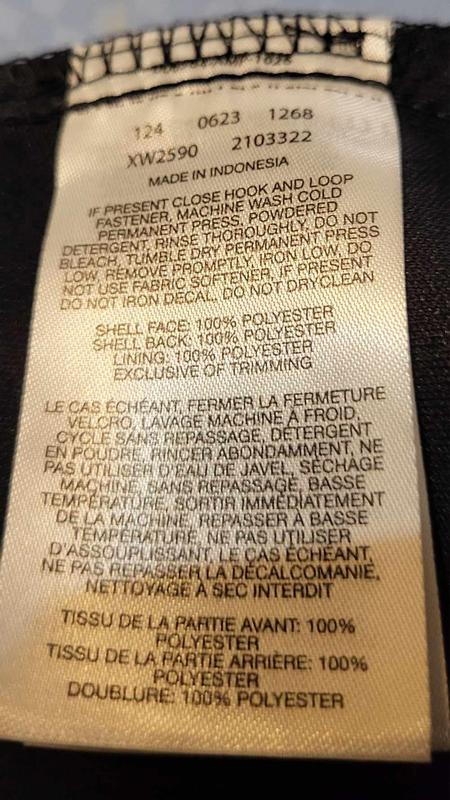 124 0623 1268
XW2590 2103322
MADE IN INDONESIA
IF PRESENT CLOSE HOOK AND LOOP
FASTENER, MACHINE WASH COLD
PERMANENT PRESS, POWDERED
DETERGENT, RINSE THOROUGHLY, DO NOT
BLEACH, TUMBLE DRY PERMANENT PRESS
LOW, REMOVE PROMPTLY, IRON LOW, DO
NOT USE FABRIC SOFTENER, IF PRESENT
DO NOT IRON DECAL, DO NOT DRYCLEAN
SHELL FACE: 100% POLYESTER
SHELL BACK: 100% POLYESTER
LINING: 100% POLYESTER
EXCLUSIVE OF TRIMMING
LE CAS ÉCHÉANT, FERMER LA FERMETURE
VELCRO, LAVAGE MACHINE À FROID,
CYCLE SANS REPASSAGE, DÉTERGENT
EN POUDRE, RINCER ABONDAMMENT, NE
PAS UTILISER D'EAU DE JAVEL, SÉCHAGE
MACHINE, SANS REPASSAGE, BASSE
TEMPÉRATURE, SORTIR IMMÉDIATEMENT
DE LA MACHINE, REPASSER À BASSE
TEMPÉRATURE, NE PAS UTILISER
D'ASSOUPLISSANT, LE CAS ÉCHÉANT,
NE PAS REPASSER LA DÉCALCOMANIE,
NETTOYAGE À SEC INTERDIT
TISSU DE LA PARTIE AVANT: 100%
POLYESTER
TISSU DE LA PARTIE ARRIÈRE: 100%
POLYESTER
DOUBLURE: 100% POLYESTER